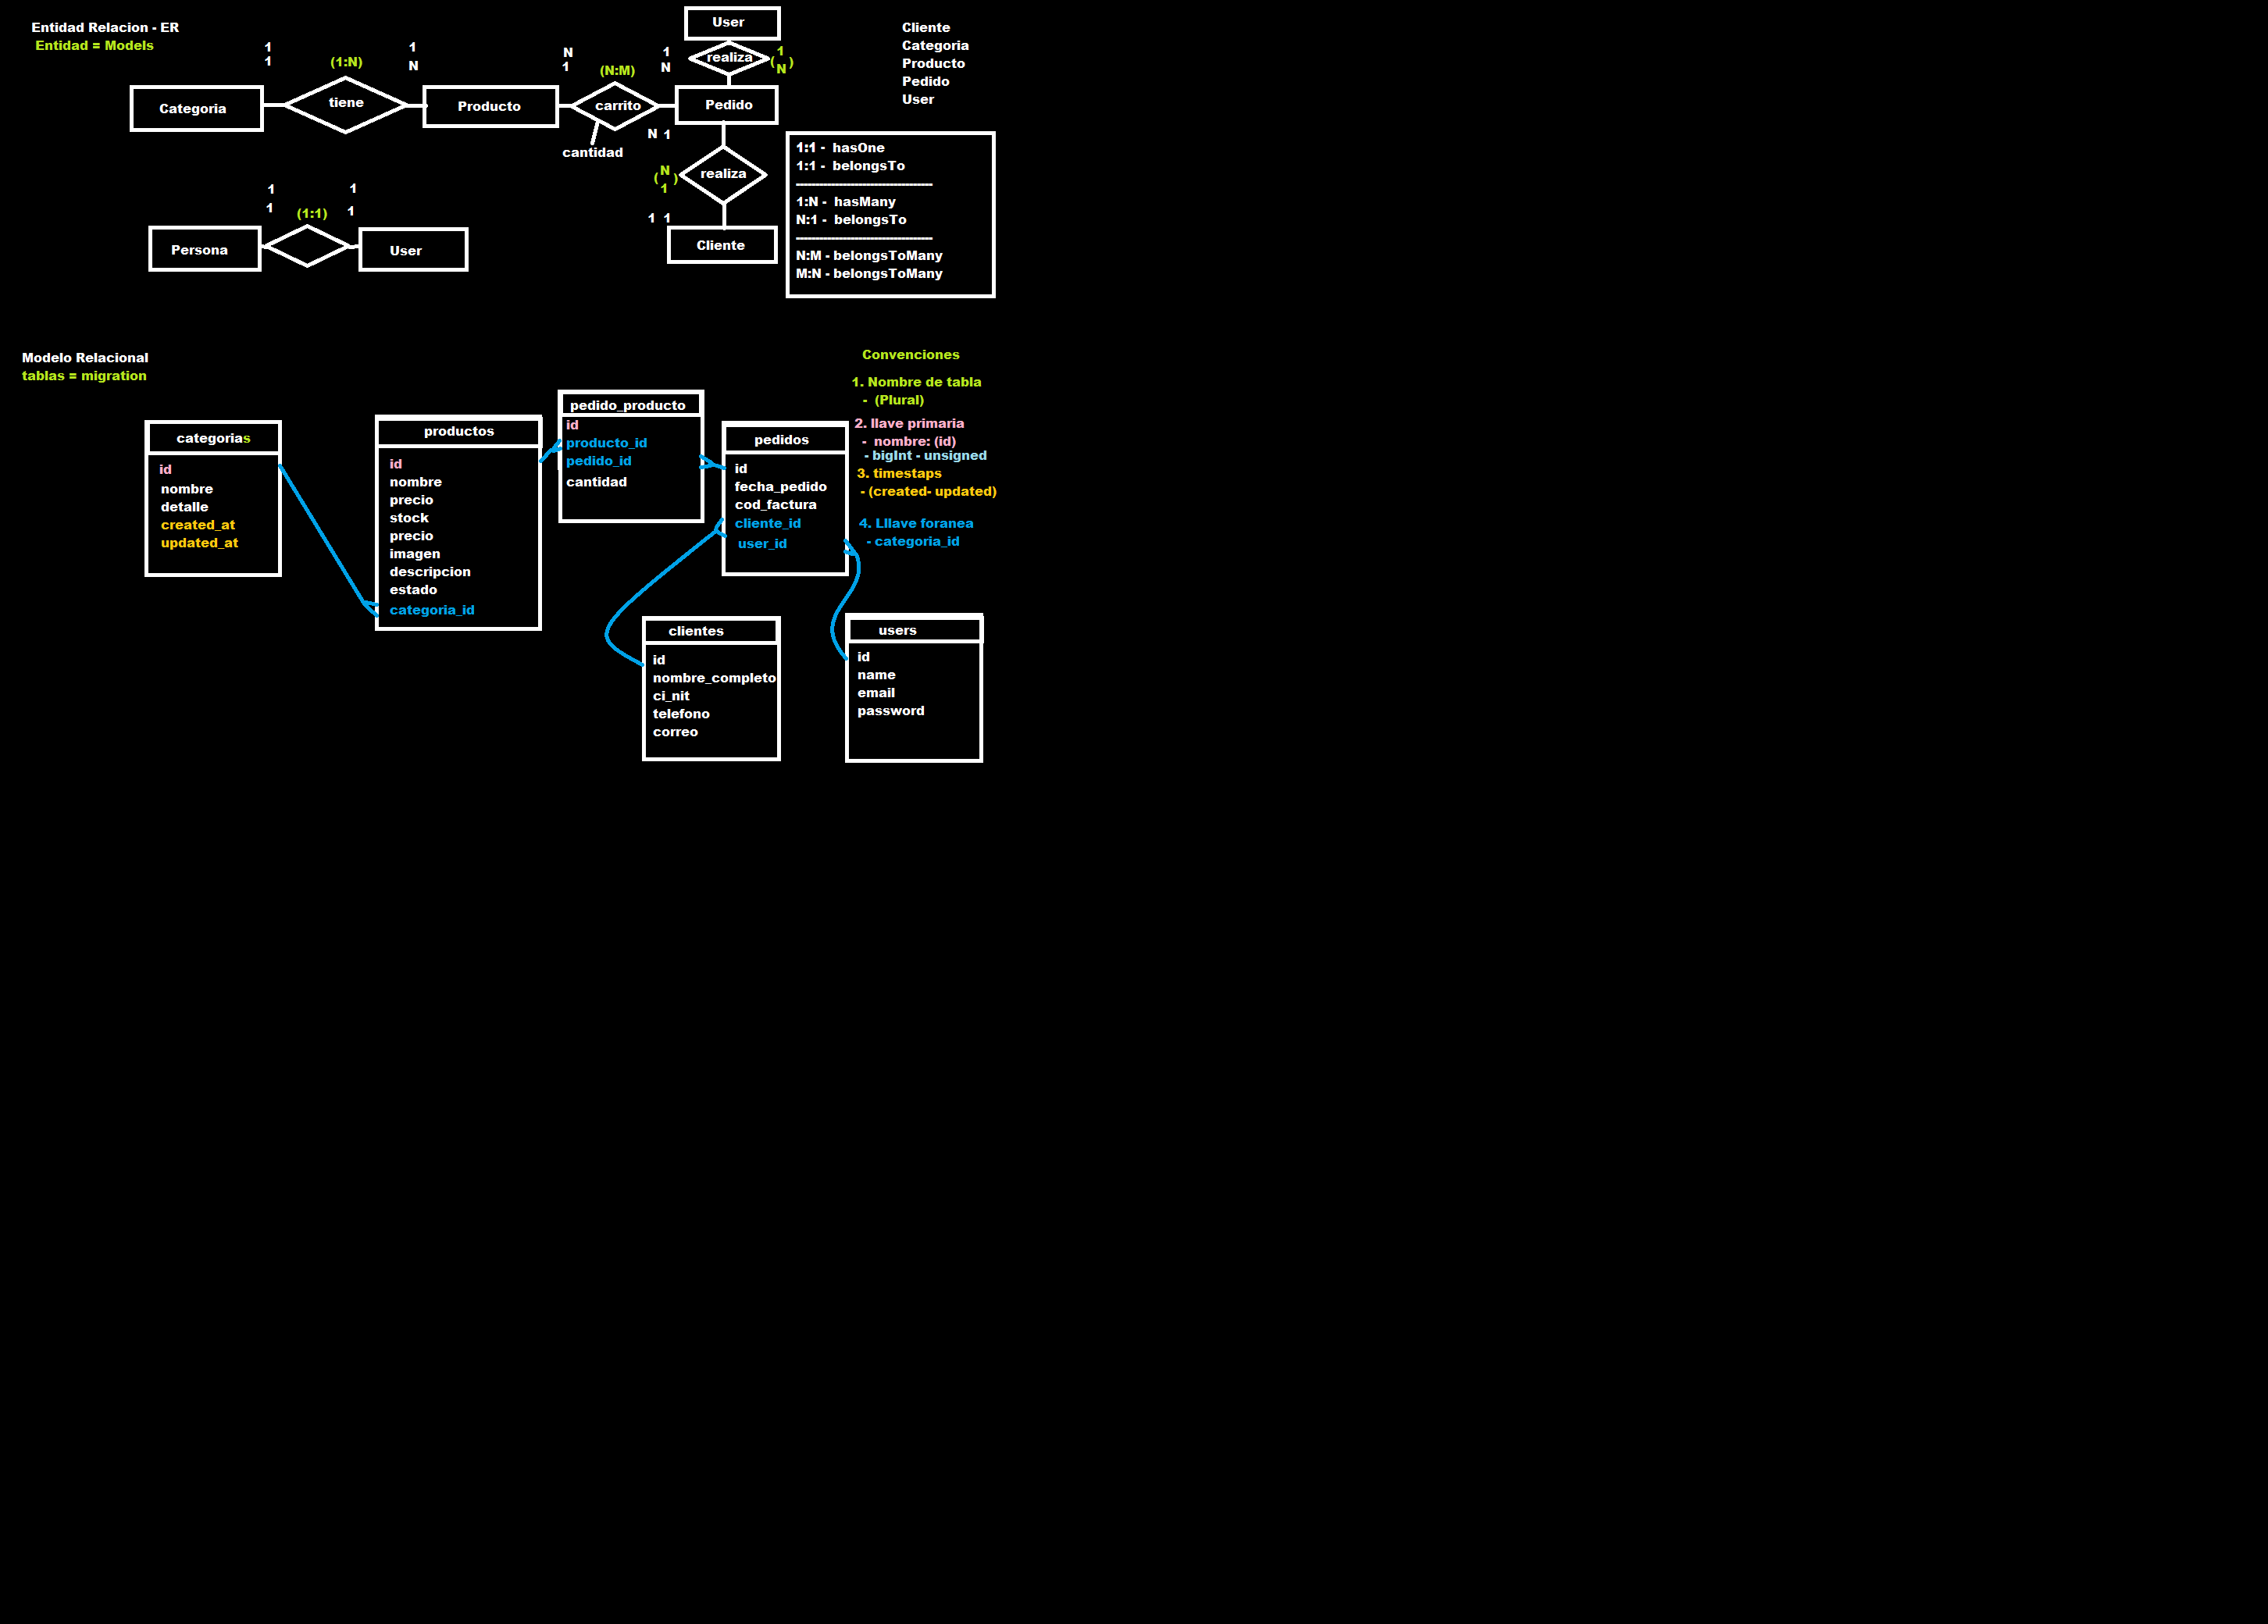 Entidad Relacion - ER
Entidad = Models
1
1
(1:N)
1
N
Categoria
tiene
Producto
N
1
(N:M)
1
N
carrito
cantidad
User
realiza
(
1
N
)
Pedido
N 1
realiza
(
N
1
)
1 1
Cliente
1
1
(1:1)
1
1
Persona
User
Cliente
Categoria
Producto
Pedido
User
1:1 - hasOne
1:1 - belongsTo
-----------------------------------
1:N - hasMany
N:1 - belongsTo
-----------------------------------
N:M - belongsToMany
M:N - belongsToMany
Modelo Relacional
tablas = migration
categorias
id
nombre
detalle
created_at
updated_at
productos
id
nombre
precio
stock
precio
imagen
descripcion
estado
categoria_id
pedido_producto
id
producto_id
pedido_id
cantidad
pedidos
id
fecha_pedido
cod_factura
cliente_id
user_id
clientes
id
nombre_completo
ci_nit
telefono
correo
users
id
name
email
password
Convenciones
1. Nombre de tabla
- (Plural)
2. llave primaria
- nombre: (id)
- bigInt - unsigned
3. timestaps
- (created- updated)
4. Lllave foranea
- categoria_id